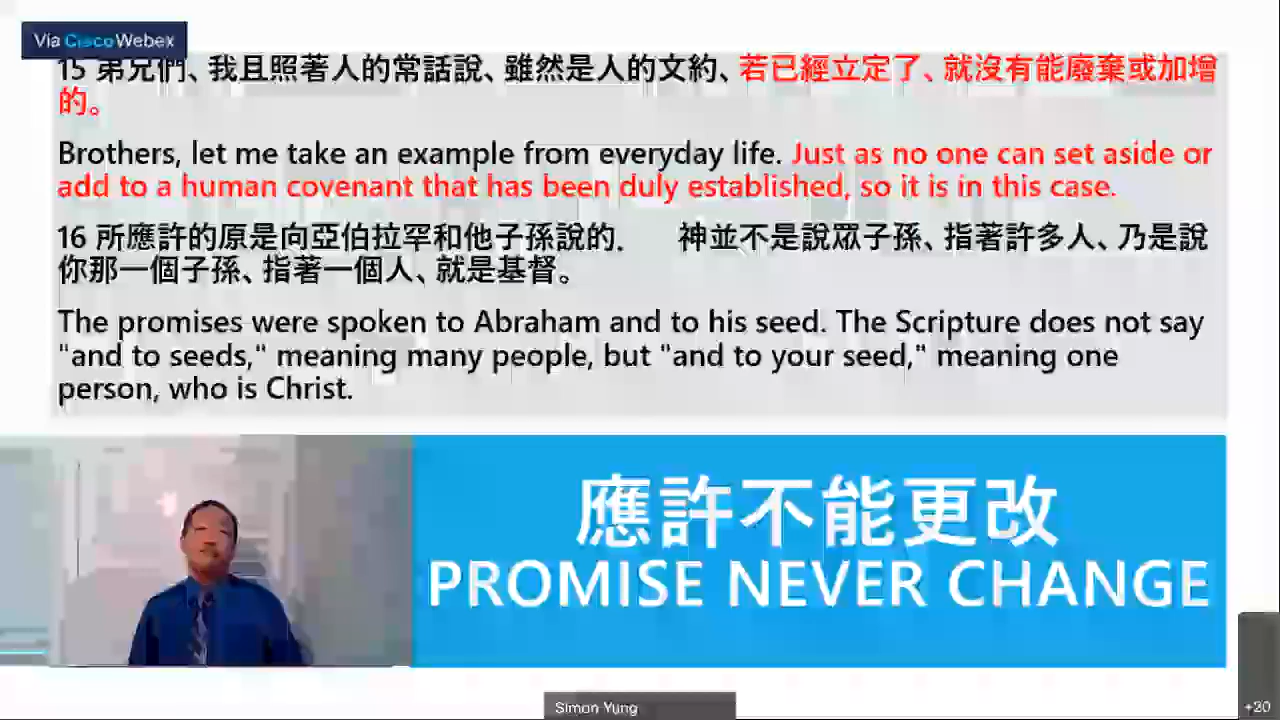 Via Cisco Webex
15 弟兄們、我且照著人的常話說、雖然是人的文約、若已經立定了、就沒有能廢棄或加增
的。
Brothers, let me take an example from everyday life. Just as no one can set aside or
add to a human covenant that has been duly established, so it is in this case.
16 所應許的原是向亞伯拉罕和他子孫說的. 神並不是說眾子孫、指著許多人、乃是說
你那一個子孫、指著一個人、就是基督。
The promises were spoken to Abraham and to his seed. The Scripture does not say
"and to seeds," meaning many people, but "and to your seed," meaning one
person, who is Christ.
應許不能更改
PROMISE NEVER CHANGE
Simon Yung
+20